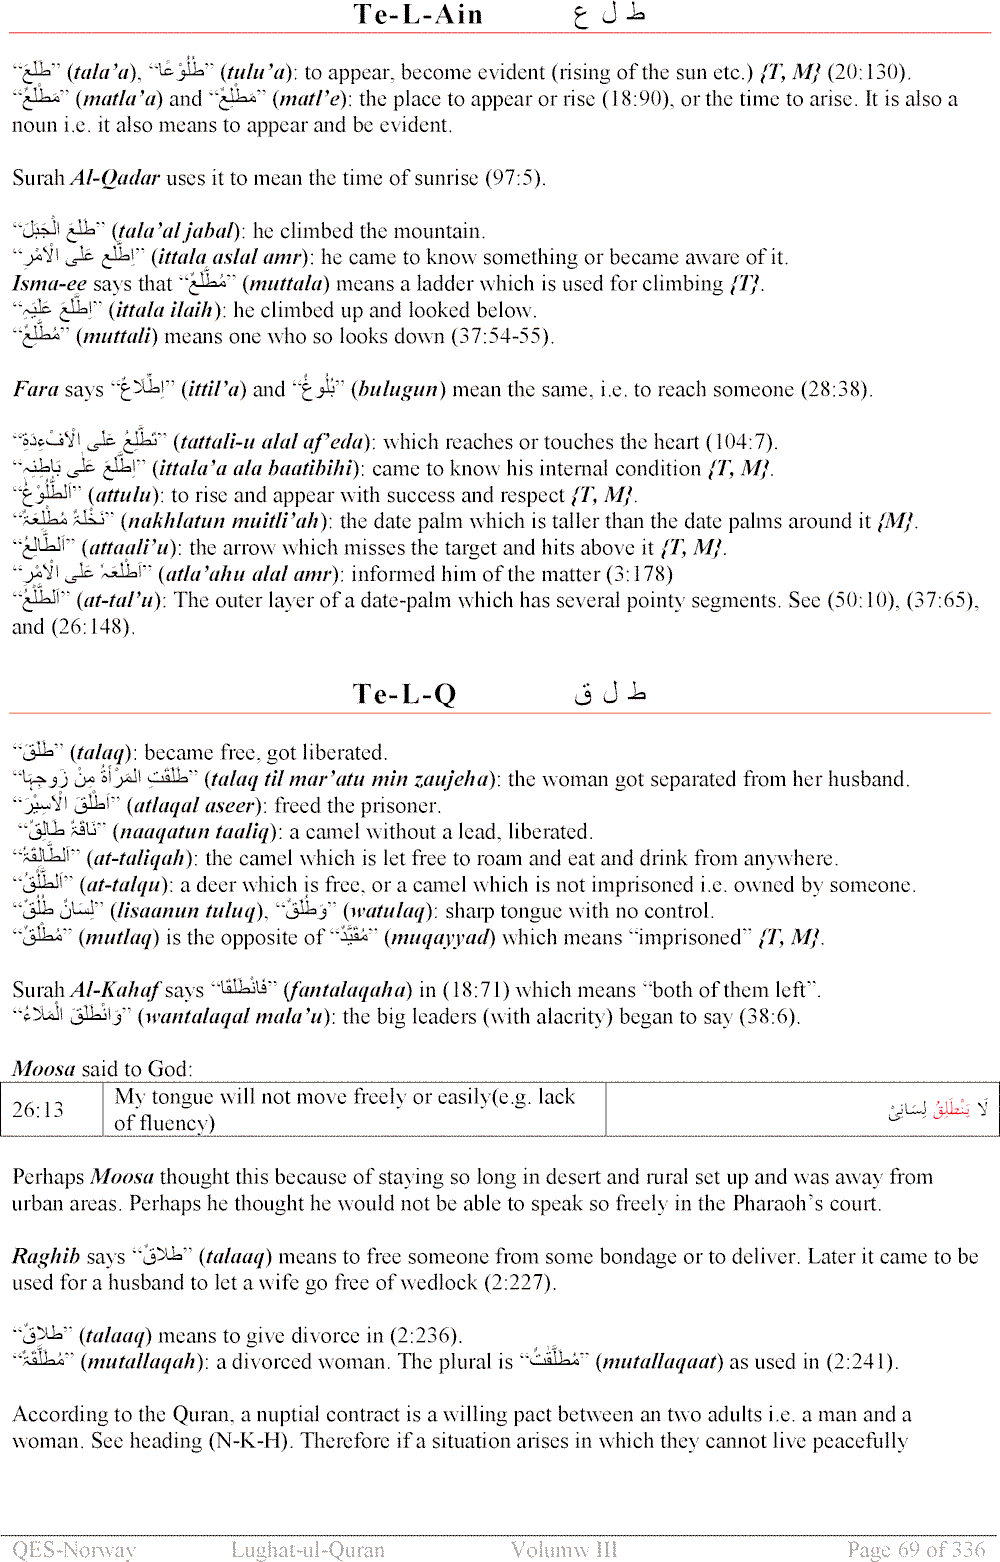 Te-L-Ain ط ل ع
“طَلَعَ” (tala’a), “طُلُوْعًا” (tulu’a): to appear, become evident (rising of the sun etc.) {T, M} (20:130).
“مَطْلَعٌ” (matla’a) and “مَطْلِعٌ” (matl’e): the place to appear or rise (18:90), or the time to arise. It is also a
noun i.e. it also means to appear and be evident.
Surah Al-Qadar uses it to mean the time of sunrise (97:5).
“طَلَعَ الْجَبَلَ” (tala’al jabal): he climbed the mountain.
“اِطَّلَع عَلَى الْاَمْرِ” (ittala aslal amr): he came to know something or became aware of it.
Isma-ee says that “مُطَّلَعٌ” (muttala) means a ladder which is used for climbing {T}.
“اِطَّلَعَ عَلَيْہِ” (ittala ilaih): he climbed up and looked below.
“مُطَّلِعٌ” (muttali) means one who so looks down (37:54-55).
Fara says “اِطِّلَاعٌ” (ittil’a) and “بُلُوغٌ” (bulugun) mean the same, i.e. to reach someone (28:38).
“تَطَّلِعُ عَلَى الْاَفْءِدَةِ” (tattali-u alal af’eda): which reaches or touches the heart (104:7).
“اِطَّلَعَ عَلٰى بَاطِنِہٖ” (ittala’a ala baatibihi): came to know his internal condition {T, M}.
“اَلطُّلُوْعُ” (attulu): to rise and appear with success and respect {T, M}.
“نَخْلَةٌ مُطْلِعَةٌ” (nakhlatun muitli’ah): the date palm which is taller than the date palms around it {M}.
“اَلطَّالِعُ” (attaali’u): the arrow which misses the target and hits above it {T, M}.
“اَطْلَعَہٗ عَلَى الْاَمْرِ” (atla’ahu alal amr): informed him of the matter (3:178)
“اَلطَّلْعُ” (at-tal’u): The outer layer of a date-palm which has several pointy segments. See (50:10), (37:65),
and (26:148).
Te-L-Q ط ل ق
“طَلَقَ” (talaq): became free, got liberated.
“طَلَقَتِ المَرْأَةُ مِنْ زَوجِہَا” (talaq til mar’atu min zaujeha): the woman got separated from her husband.
“اَطْلَقَ الْاَسِيْرَ” (atlaqal aseer): freed the prisoner.
“نَاقَةٌ طَالِقٌ” (naaqatun taaliq): a camel without a lead, liberated.
“اَلطَّالِقَةُ” (at-taliqah): the camel which is let free to roam and eat and drink from anywhere.
“اَلطَّلْقُ” (at-talqu): a deer which is free, or a camel which is not imprisoned i.e. owned by someone.
“لِسَانٌ طُلُقٌ” (lisaanun tuluq), “وَطُلَقٌ” (watulaq): sharp tongue with no control.
“مُطْلَقٌ” (mutlaq) is the opposite of “مُقَيَّدٌ” (muqayyad) which means “imprisoned” {T, M}.
Surah Al-Kahaf says “فَانْطَلَقَا” (fantalaqaha) in (18:71) which means “both of them left”.
“وَانْطَلَقَ الْمَلَاءُ” (wantalaqal mala’u): the big leaders (with alacrity) began to say (38:6).
Moosa said to God:
26:13 My tongue will not move freely or easily(e.g. lack لَا يَنْطَلِقُ لِسَانِىْ
of fluency)
Perhaps Moosa thought this because of staying so long in desert and rural set up and was away from
urban areas. Perhaps he thought he would not be able to speak so freely in the Pharaoh’s court.
Raghib says “طلَاقٌ” (talaaq) means to free someone from some bondage or to deliver. Later it came to be
used for a husband to let a wife go free of wedlock (2:227).
“طلاقٌ” (talaaq) means to give divorce in (2:236).
“مُطَلَّقَةٌ” (mutallaqah): a divorced woman. The plural is “مُطَلَّقٰتٌ” (mutallaqaat) as used in (2:241).
According to the Quran, a nuptial contract is a willing pact between an two adults i.e. a man and a
woman. See heading (N-K-H). Therefore if a situation arises in which they cannot live peacefully
QES-Norway Lughat-ul-Quran Volumw III Page 69 of 336